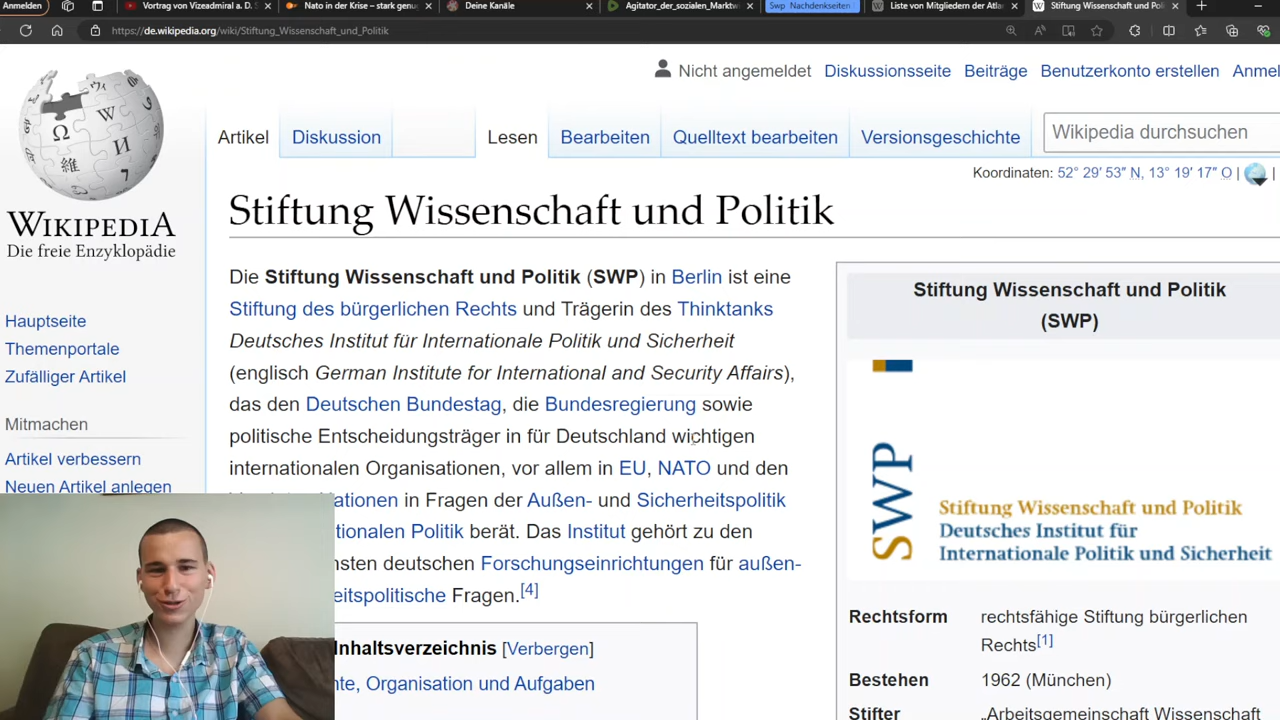 Anmelden
Vortrag von Vizeadmiral a. D. S
Nato in der Krise – stark genu
Deine Kanäle
Agitator_der_sozialen_Marktw
Swp Nachdenkseiten
Liste von Mitgliedern der Atla
Stiftung Wissenschaft und Poli
https://de.wikipedia.org/wiki/Stiftung_Wissenschaft_und_Politik
Nicht angemeldet Diskussionsseite Beiträge Benutzerkonto erstellen Anmel
Artikel Diskussion Lesen Bearbeiten Quelltext bearbeiten Versionsgeschichte Wikipedia durchsuchen
Koordinaten: 52° 29′ 53″ N, 13° 19′ 17″ O | |
WIKIPEDIA
Die freie Enzyklopädie
Hauptseite
Themenportale
Zufälliger Artikel
Mitmachen
Artikel verbessern
Neuen Artikel anlegen
Stiftung Wissenschaft und Politik
Die Stiftung Wissenschaft und Politik (SWP) in Berlin ist eine
Stiftung des bürgerlichen Rechts und Trägerin des Thinktanks
Deutsches Institut für Internationale Politik und Sicherheit
(englisch German Institute for International and Security Affairs),
das den Deutschen Bundestag, die Bundesregierung sowie
politische Entscheidungsträger in für Deutschland wichtigen
internationalen Organisationen, vor allem in EU, NATO und den
ationen in Fragen der Außen- und Sicherheitspolitik
tionalen Politik berät. Das Institut gehört zu den
nsten deutschen Forschungseinrichtungen für außen-
eitspolitische Fragen.[4]
Inhaltsverzeichnis [Verbergen]
te, Organisation und Aufgaben
Stiftung Wissenschaft und Politik
(SWP)
SWP
Stiftung Wissenschaft und Politik
Deutsches Institut für
Internationale Politik und Sicherheit
Rechtsform rechtsfähige Stiftung bürgerlichen
Rechts[1]
Bestehen 1962 (München)
Stifter „Arbeitsgemeinschaft Wissenschaft